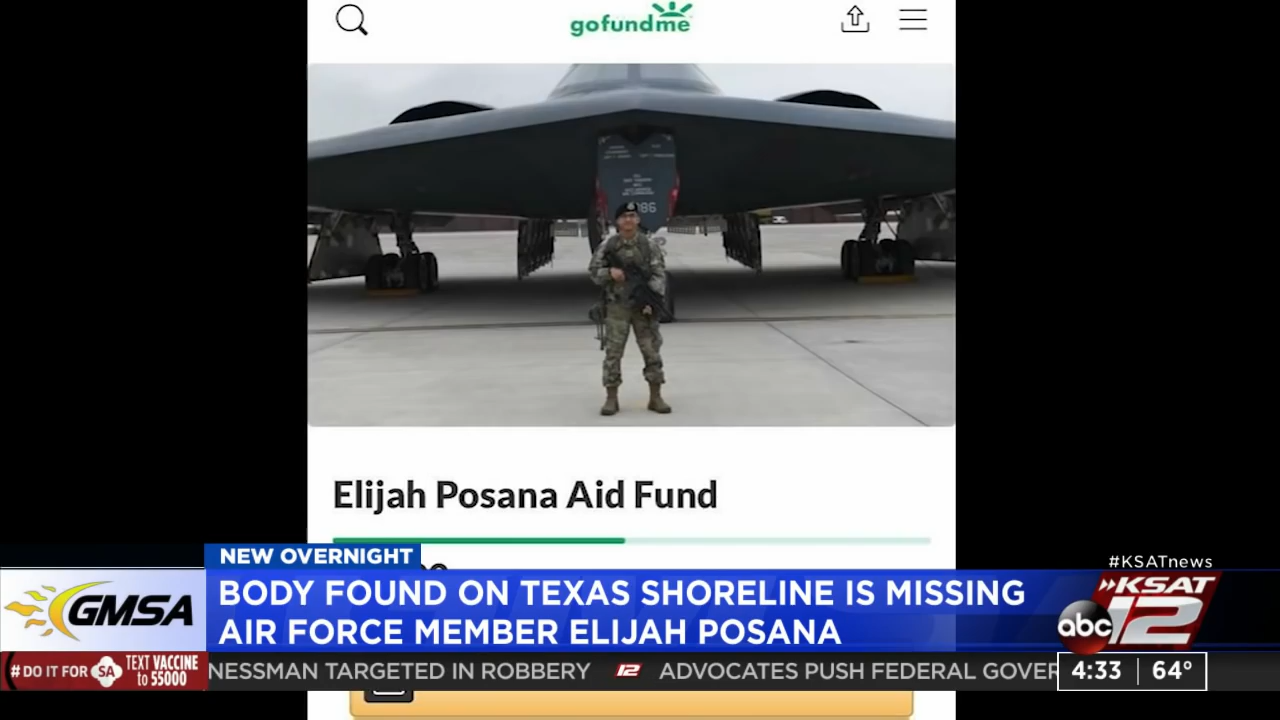 gofundme
86
Elijah Posana Aid Fund
NEW OVERNIGHT
#KSATnews
BODY FOUND ON TEXAS SHORELINE IS MISSING
AIR FORCE MEMBER ELIJAH POSANA
GMSA
abc
KSAT
12
#DO IT FOR SA
TEXT VACCINE
to 55000
NESSMAN TARGETED IN ROBBERY 12 ADVOCATES PUSH FEDERAL GOVER
4:33 64°